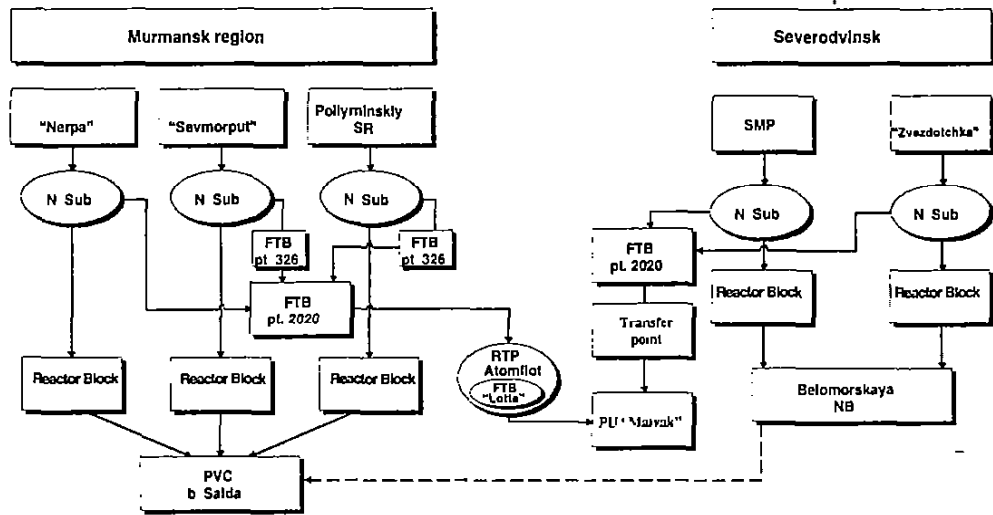 Murmansk region
Severodvinsk
"Nerpa"
"Sevmorput"
Pollyminskiy
SR
SMP
"Zvezdotchka"
N Sub
N Sub
N Sub
N Sub
N Sub
FTB
pt 326
FTB
pt 326
FTB
pt. 2020
FTB
pt. 2020
Reactor Block
Reactor Block
Transfer
point
RTP
Atomflot
FTB
"Lotta"
Reactor Block
Reactor Block
Reactor Block
PU "Mayak"
Belomorskaya
NB
PVC
b Saida